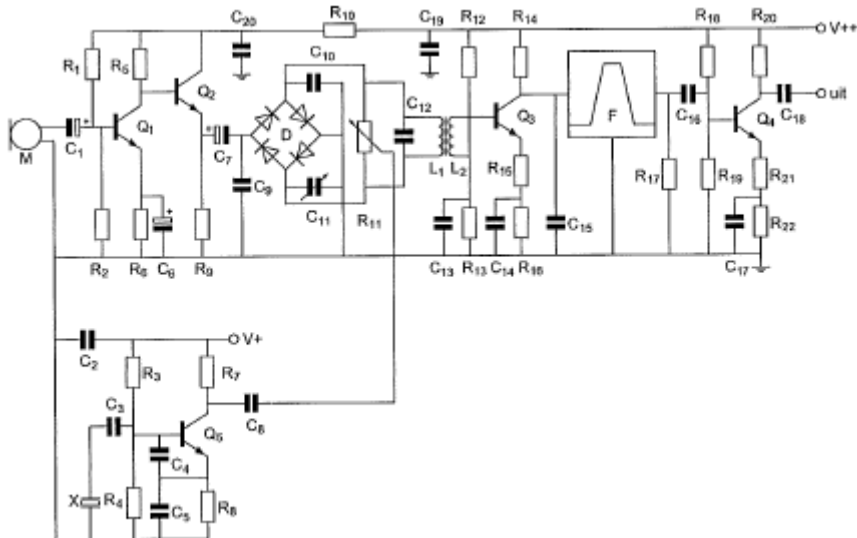 C20 R10 C19 R12 R14 R18 R20 V++
R1 R5 C10
Q2 C12 F C16 C18 uit
Q1 D Q3 Q4
M C1 C7 L1 L2
C9 R15 R17 R19 R21
C11 R11 C15 R22
R2 R6 C6 R9 C13 R13 C14 R16 C17
C2 V+
R3 R7
C3 C8
Q5
C4
X R4 C5 R8